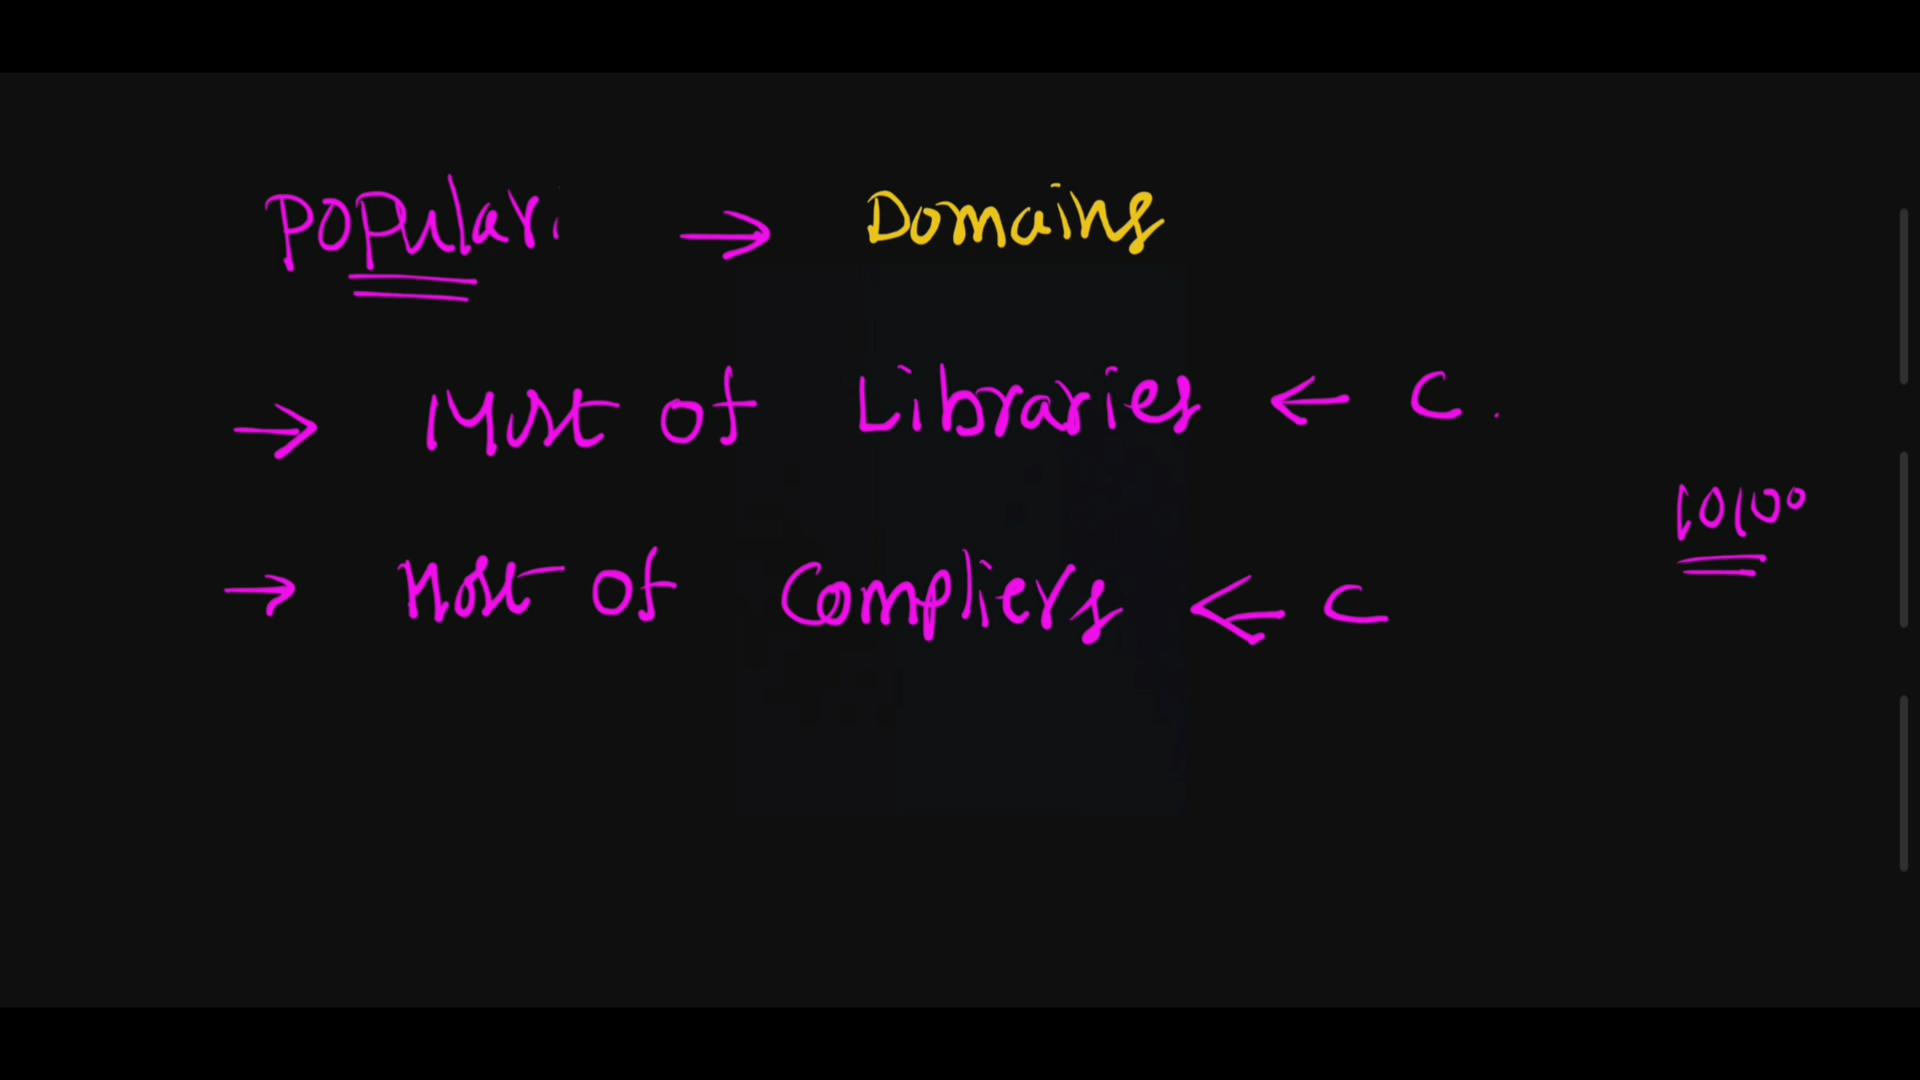 Populari → Domains
→ Most of Libraries ← C.
10100
→ Most of Compliers ← C